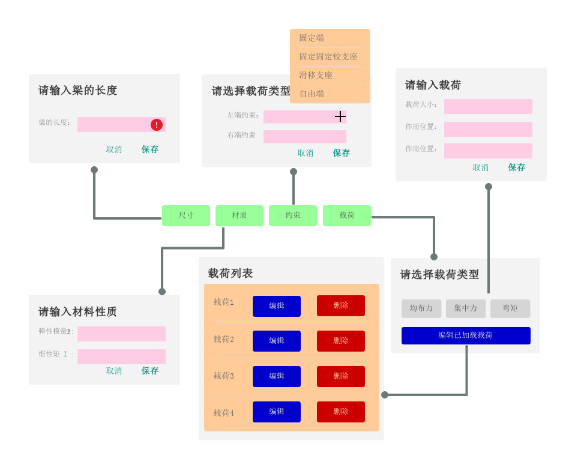 固定端
固定固定铰支座
滑移支座
自由端
请输入梁的长度
梁的长度:
取消
保存
请选择载荷类型
左端约束:
右端约束
取消
保存
请输入载荷
载荷大小:
作用位置:
作用位置:
取消
保存
尺寸
材质
约束
载荷
请输入材料性质
弹性模量E:
惯性矩 I :
取消
保存
载荷列表
载荷1
编辑
删除
载荷2
编辑
删除
载荷3
编辑
删除
载荷4
编辑
删除
请选择载荷类型
均布力
集中力
弯矩
编辑已加载载荷